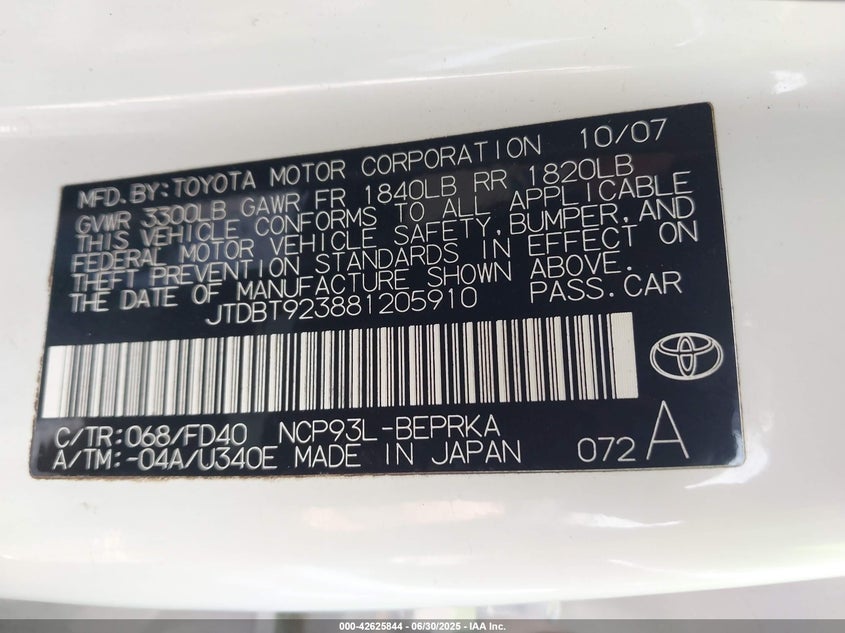 MFD.BY:TOYOTA MOTOR CORPORATION 10/07
GVWR 3300LB GAWR FR 1840LB RR 1820LB
THIS VEHICLE CONFORMS TO ALL APPLICABLE
FEDERAL MOTOR VEHICLE SAFETY,BUMPER,AND
THEFT PREVENTION STANDARDS IN EFFECT ON
THE DATE OF MANUFACTURE SHOWN ABOVE.
JTDBT923881205910 PASS.CAR
C/TR:068/FD40 NCP93L-BEPRKA
A/TM:-04A/U340E MADE IN JAPAN 072 A
000-42625844 - 06/30/2025 - IAA Inc.